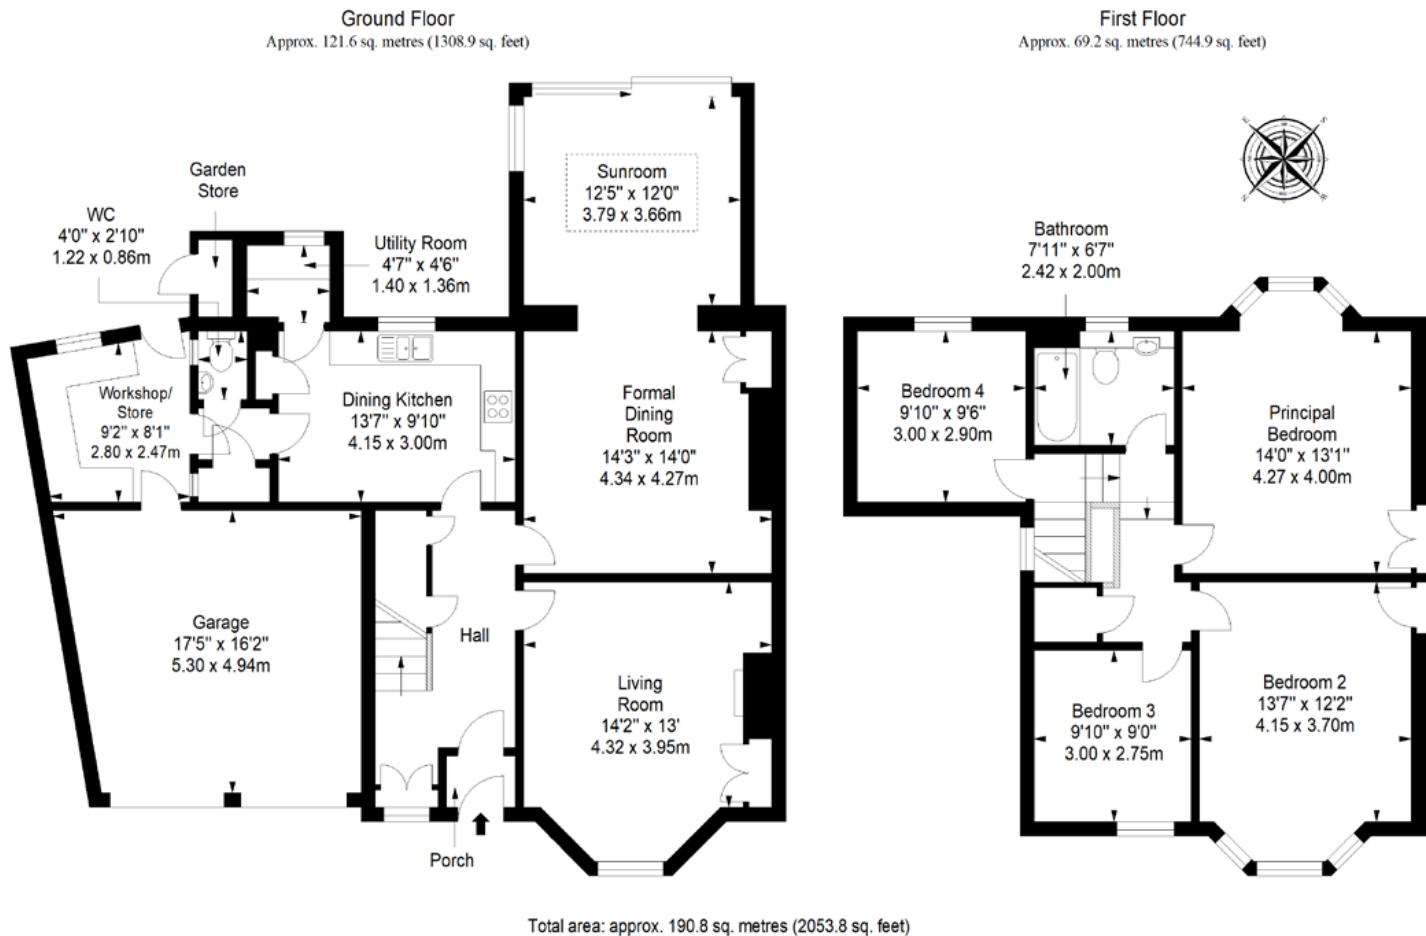 Ground Floor
Approx. 121.6 sq. metres (1308.9 sq. feet)
First Floor
Approx. 69.2 sq. metres (744.9 sq. feet)
Garden
Store
WC
4'0" x 2'10"
1.22 x 0.86m
Utility Room
4'7" x 4'6"
1.40 x 1.36m
Sunroom
12'5" x 12'0"
3.79 x 3.66m
Workshop/
Store
9'2" x 8'1"
2.80 x 2.47m
Dining Kitchen
13'7" x 9'10"
4.15 x 3.00m
Formal
Dining
Room
14'3" x 14'0"
4.34 x 4.27m
Garage
17'5" x 16'2"
5.30 x 4.94m
Hall
Living
Room
14'2" x 13'
4.32 x 3.95m
Porch
Bathroom
7'11" x 6'7"
2.42 x 2.00m
Bedroom 4
9'10" x 9'6"
3.00 x 2.90m
Principal
Bedroom
14'0" x 13'1"
4.27 x 4.00m
Bedroom 3
9'10" x 9'0"
3.00 x 2.75m
Bedroom 2
13'7" x 12'2"
4.15 x 3.70m
Total area: approx. 190.8 sq. metres (2053.8 sq. feet)